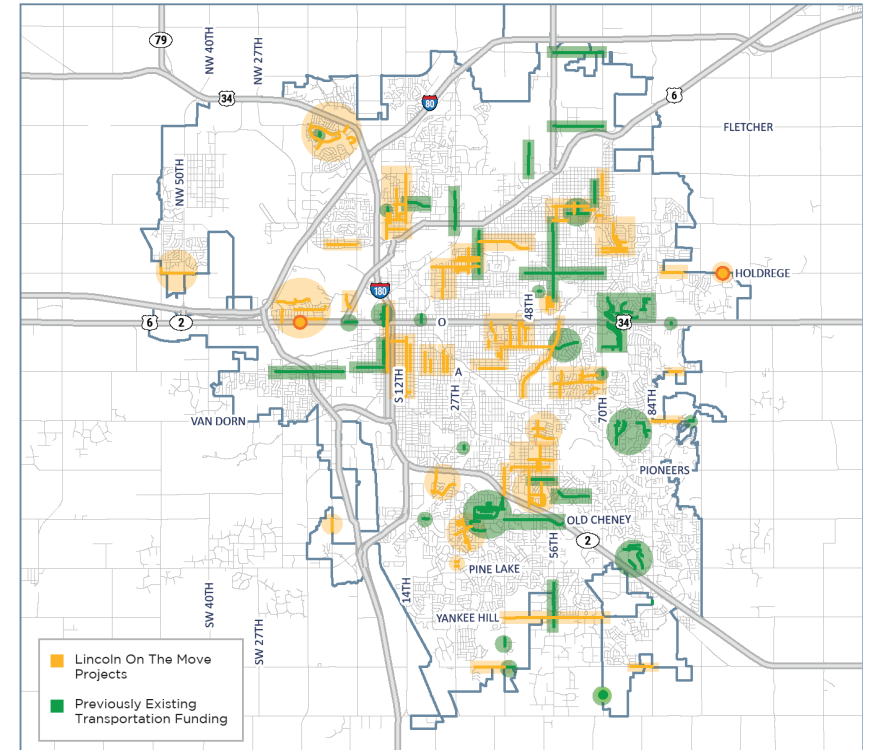 79
NW 40TH
NW 27TH
34
80
6
FLETCHER
NW 50TH
HOLDREGE
180
6
2
O
48TH
34
A
S 12TH
27TH
70TH
84TH
VAN DORN
PIONEERS
OLD CHENEY
56TH
2
PINE LAKE
14TH
SW 40TH
YANKEE HILL
SW 27TH
Lincoln On The Move
Projects
Previously Existing
Transportation Funding